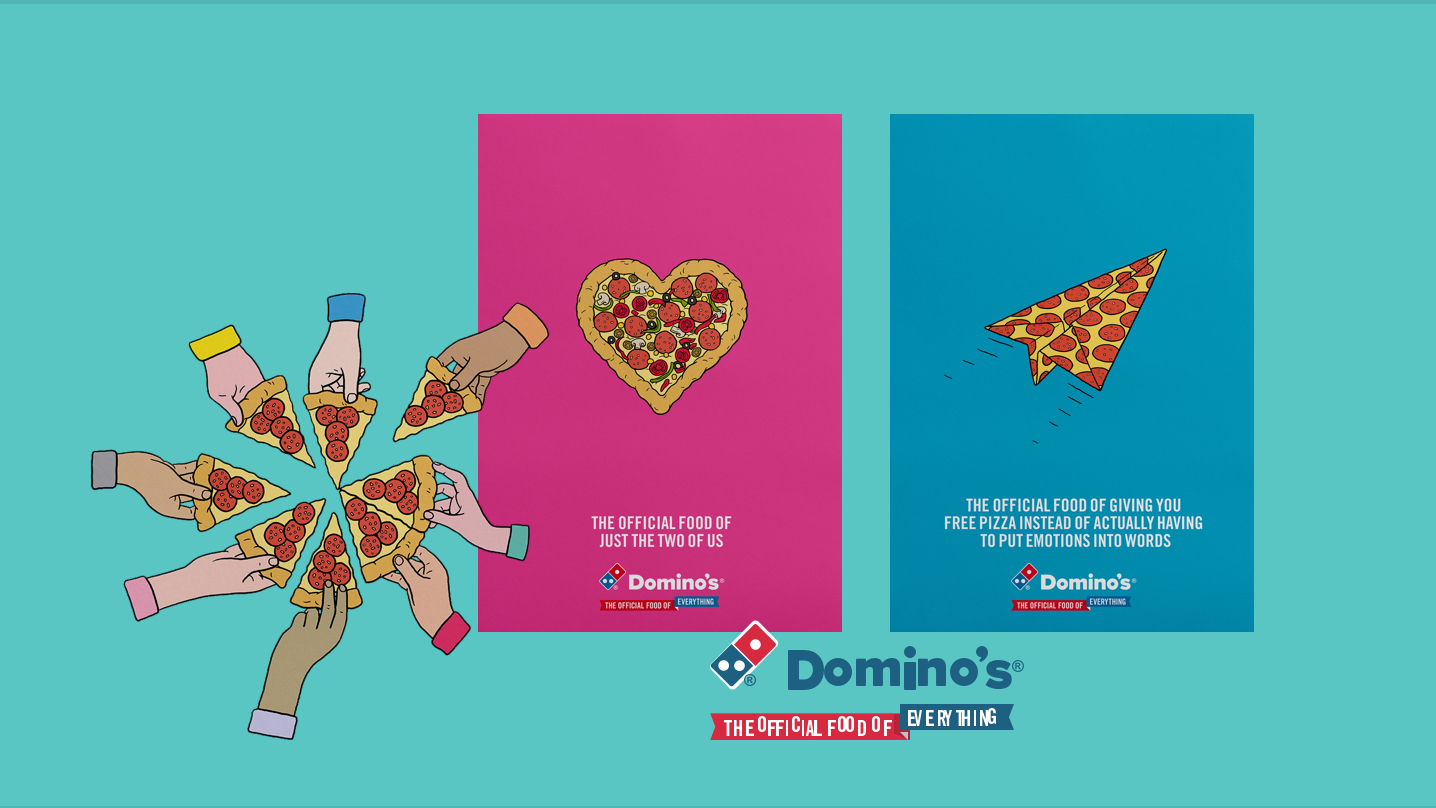 THE OFFICIAL FOOD OF
JUST THE TWO OF US
Domino's®
THE OFFICIAL FOOD OF EVERYTHING
THE OFFICIAL FOOD OF GIVING YOU
FREE PIZZA INSTEAD OF ACTUALLY HAVING
TO PUT EMOTIONS INTO WORDS
Domino's®
THE OFFICIAL FOOD OF EVERYTHING
Domino's®
THE OFFICIAL FOOD OF EVERYTHING